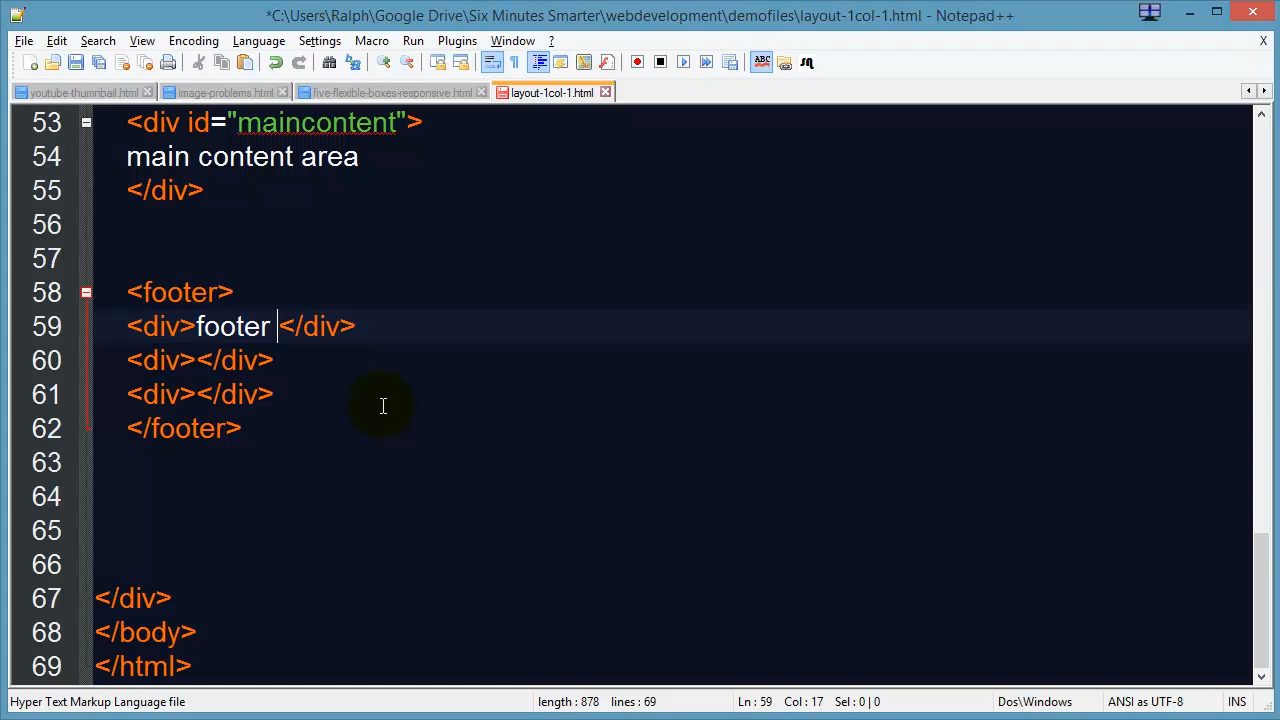 *C:\Users\Ralph\Google Drive\Six Minutes Smarter\webdevelopment\demofiles\layout-1col-1.html - Notepad++
File Edit Search View Encoding Language Settings Macro Run Plugins Window ? X
youtube-thumnbail.html image-problems.html five-flexible-boxes-responsive.html layout-1col-1.html
53 <div id="maincontent">
54 main content area
55 </div>
56
57
58 <footer>
59 <div>footer </div>
60 <div></div>
61 <div></div>
62 </footer>
63
64
65
66
67 </div>
68 </body>
69 </html>
Hyper Text Markup Language file length : 878 lines : 69 Ln : 59 Col : 17 Sel : 0 | 0 Dos\Windows ANSI as UTF-8 INS